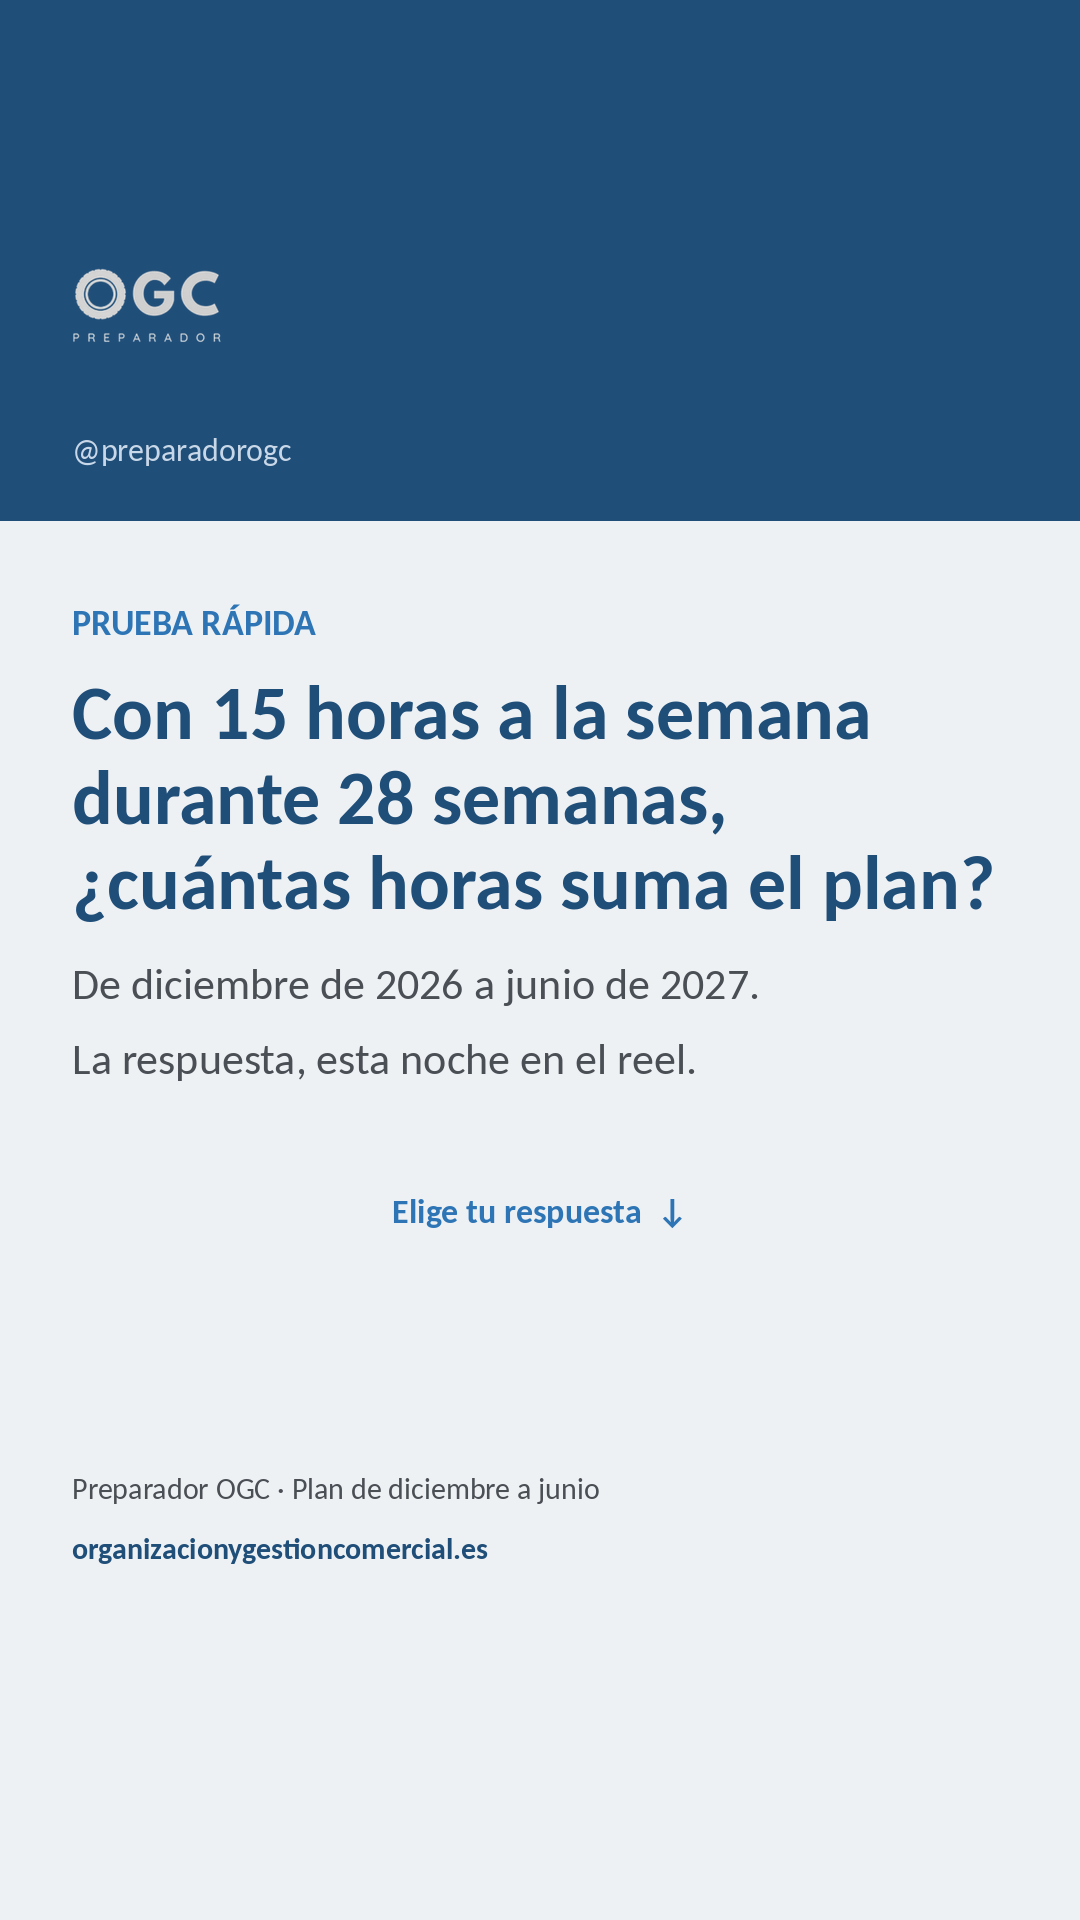 OGC
PREPARADOR
@preparadorogc
PRUEBA RÁPIDA
Con 15 horas a la semana
durante 28 semanas,
¿cuántas horas suma el plan?
De diciembre de 2026 a junio de 2027.
La respuesta, esta noche en el reel.
Elige tu respuesta ↓
Preparador OGC · Plan de diciembre a junio
organizacionygestioncomercial.es